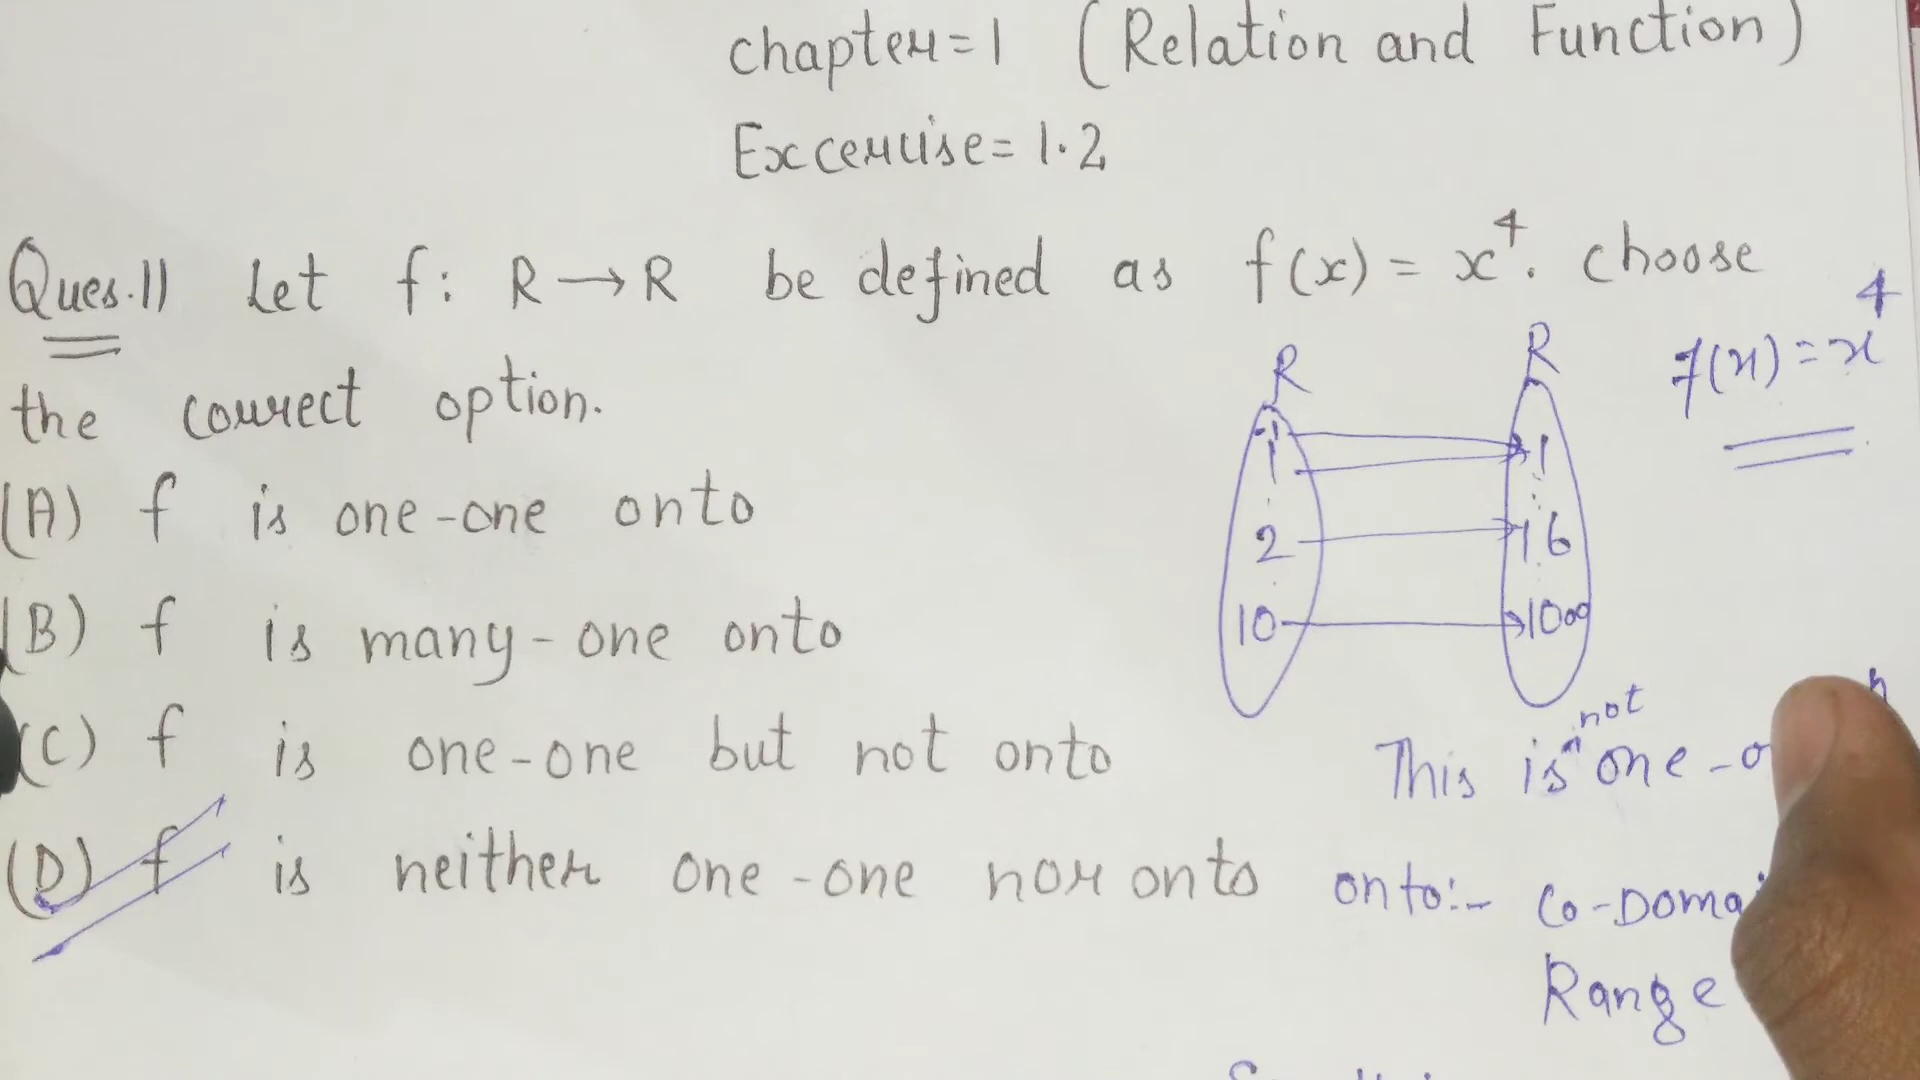 chapter=1 (Relation and Function)
Excercise=1.2
Ques.11 Let f: R→R be defined as f(x) = x⁴. choose
the correct option.
f(x)=x⁴
R R
-1 1
1
2 16
10 1000
(A) f is one-one onto
(B) f is many-one onto
(C) f is one-one but not onto
(D) f is neither one-one nor onto
not
This is one-o
onto:- Co-Domai
Range